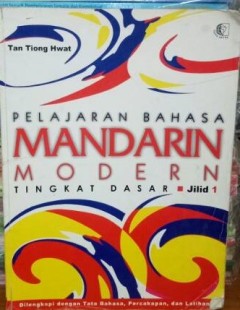 Tan Tiong Hwat
PELAJARAN BAHASA
MANDARIN
MODERN
TINGKAT DASAR ■ Jilid 1
Dilengkapi dengan Tata Bahasa, Percakapan, dan Latihan